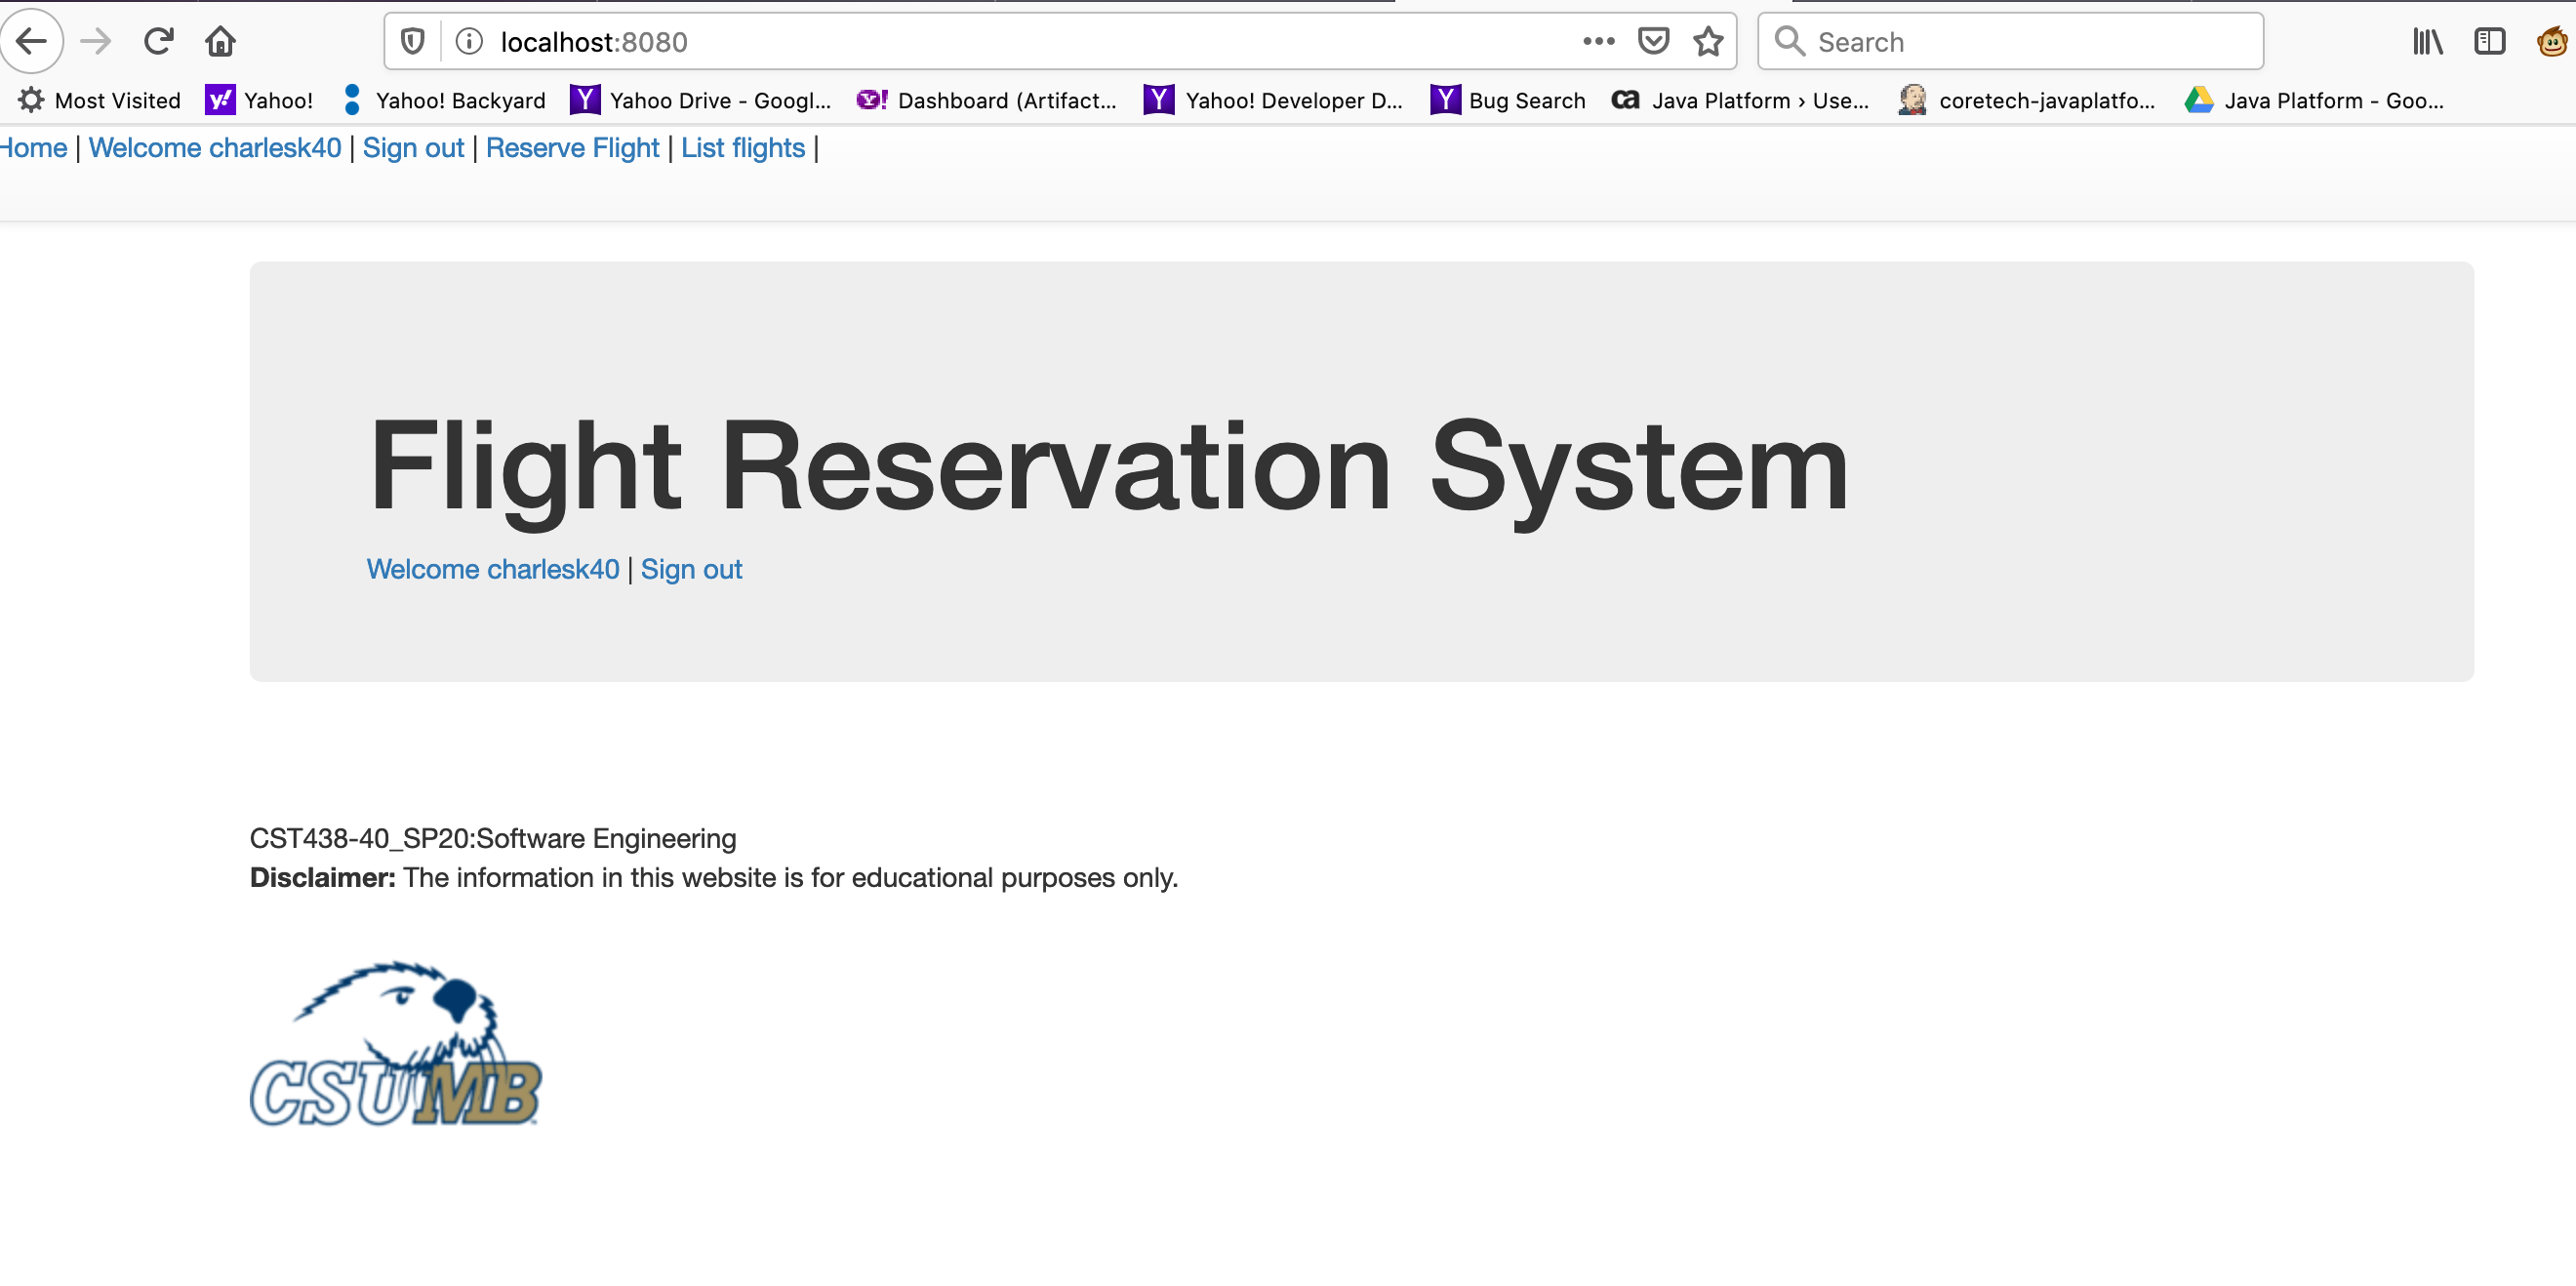 localhost:8080
Search
Most Visited Yahoo! Yahoo! Backyard Yahoo Drive - Googl... Dashboard (Artifact... Yahoo! Developer D... Bug Search Java Platform › Use... coretech-javaplatfo... Java Platform - Goo...
Home | Welcome charlesk40 | Sign out | Reserve Flight | List flights |
Flight Reservation System
Welcome charlesk40 | Sign out
CST438-40_SP20:Software Engineering
Disclaimer: The information in this website is for educational purposes only.
CSUMB